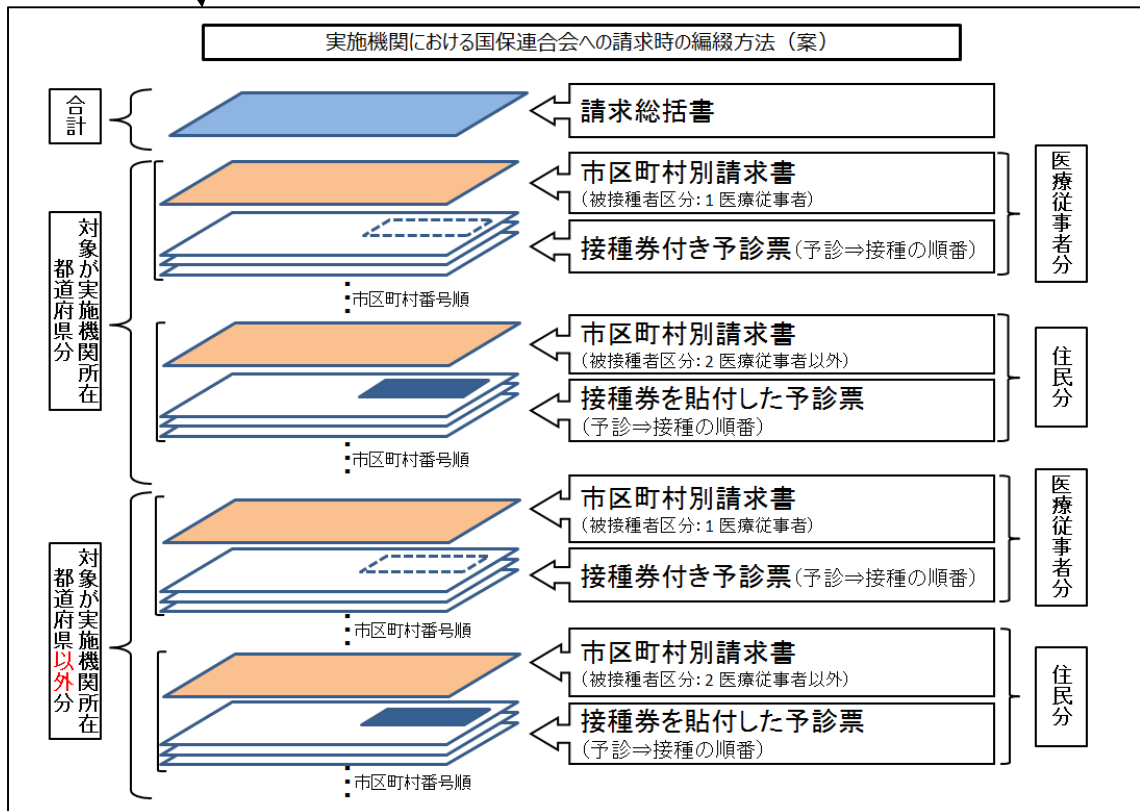 実施機関における国保連合会への請求時の編綴方法（案）
合計
請求総括書
対象が実施機関所在
都道府県分
市区町村別請求書
(被接種者区分：1 医療従事者)
接種券付き予診票(予診⇒接種の順番)
医療従事者分
市区町村番号順
市区町村別請求書
(被接種者区分：2 医療従事者以外)
接種券を貼付した予診票
(予診⇒接種の順番)
住民分
市区町村番号順
対象が実施機関所在
都道府県以外分
市区町村別請求書
(被接種者区分：1 医療従事者)
接種券付き予診票(予診⇒接種の順番)
医療従事者分
市区町村番号順
市区町村別請求書
(被接種者区分：2 医療従事者以外)
接種券を貼付した予診票
(予診⇒接種の順番)
住民分
市区町村番号順